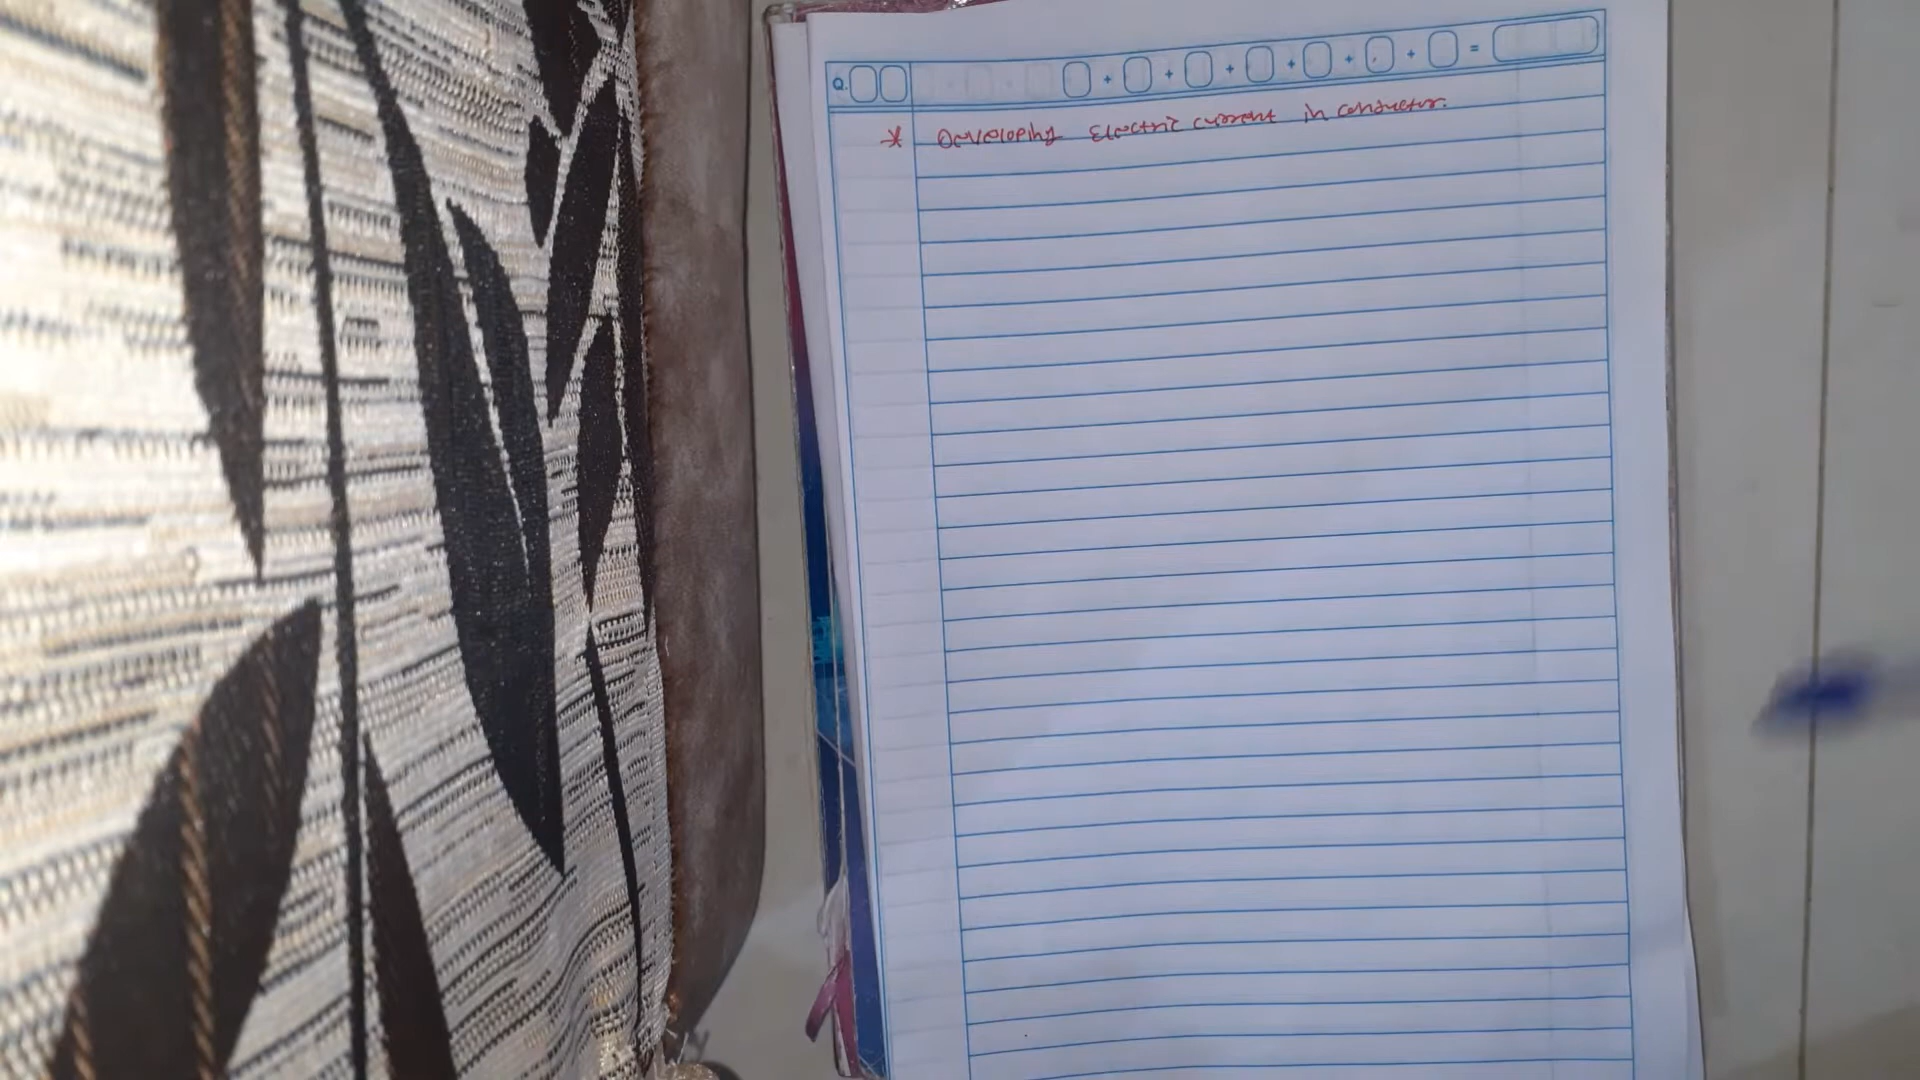 Q. + + + + + + =
* Developing Electric current in conductor.